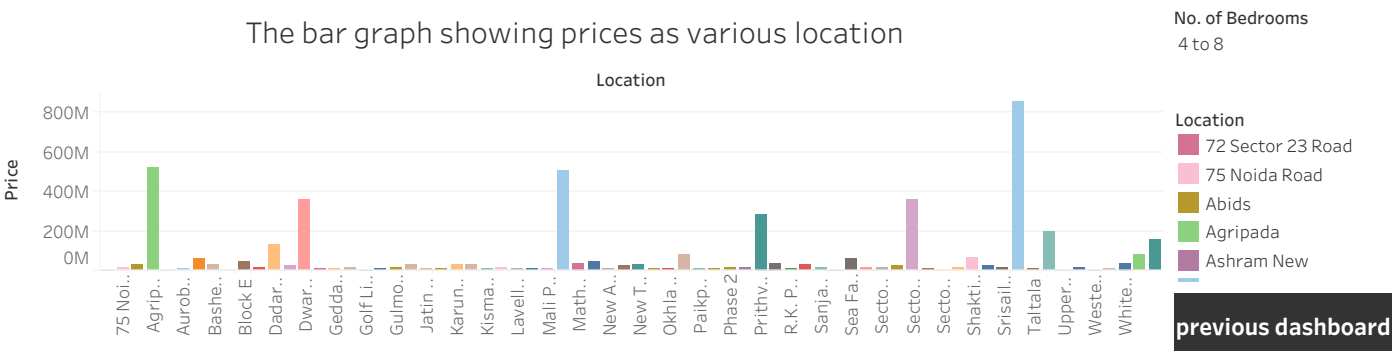 The bar graph showing prices as various location
Location
Price
800M
600M
400M
200M
0M
75 Noi..
Agrip..
Aurob..
Bashe..
Block E
Dadar..
Dwar..
Gedda..
Golf Li..
Gulmo..
Jatin ..
Karun..
Kisma..
Lavell..
Mali P..
Math..
New A..
New T..
Okhla ..
Paikp..
Phase 2
Prithv..
R.K. P..
Sanja..
Sea Fa..
Secto..
Secto..
Secto..
Shakti..
Srisail..
Taltala
Upper..
Weste..
White..
No. of Bedrooms
4 to 8
Location
72 Sector 23 Road
75 Noida Road
Abids
Agripada
Ashram New
previous dashboard